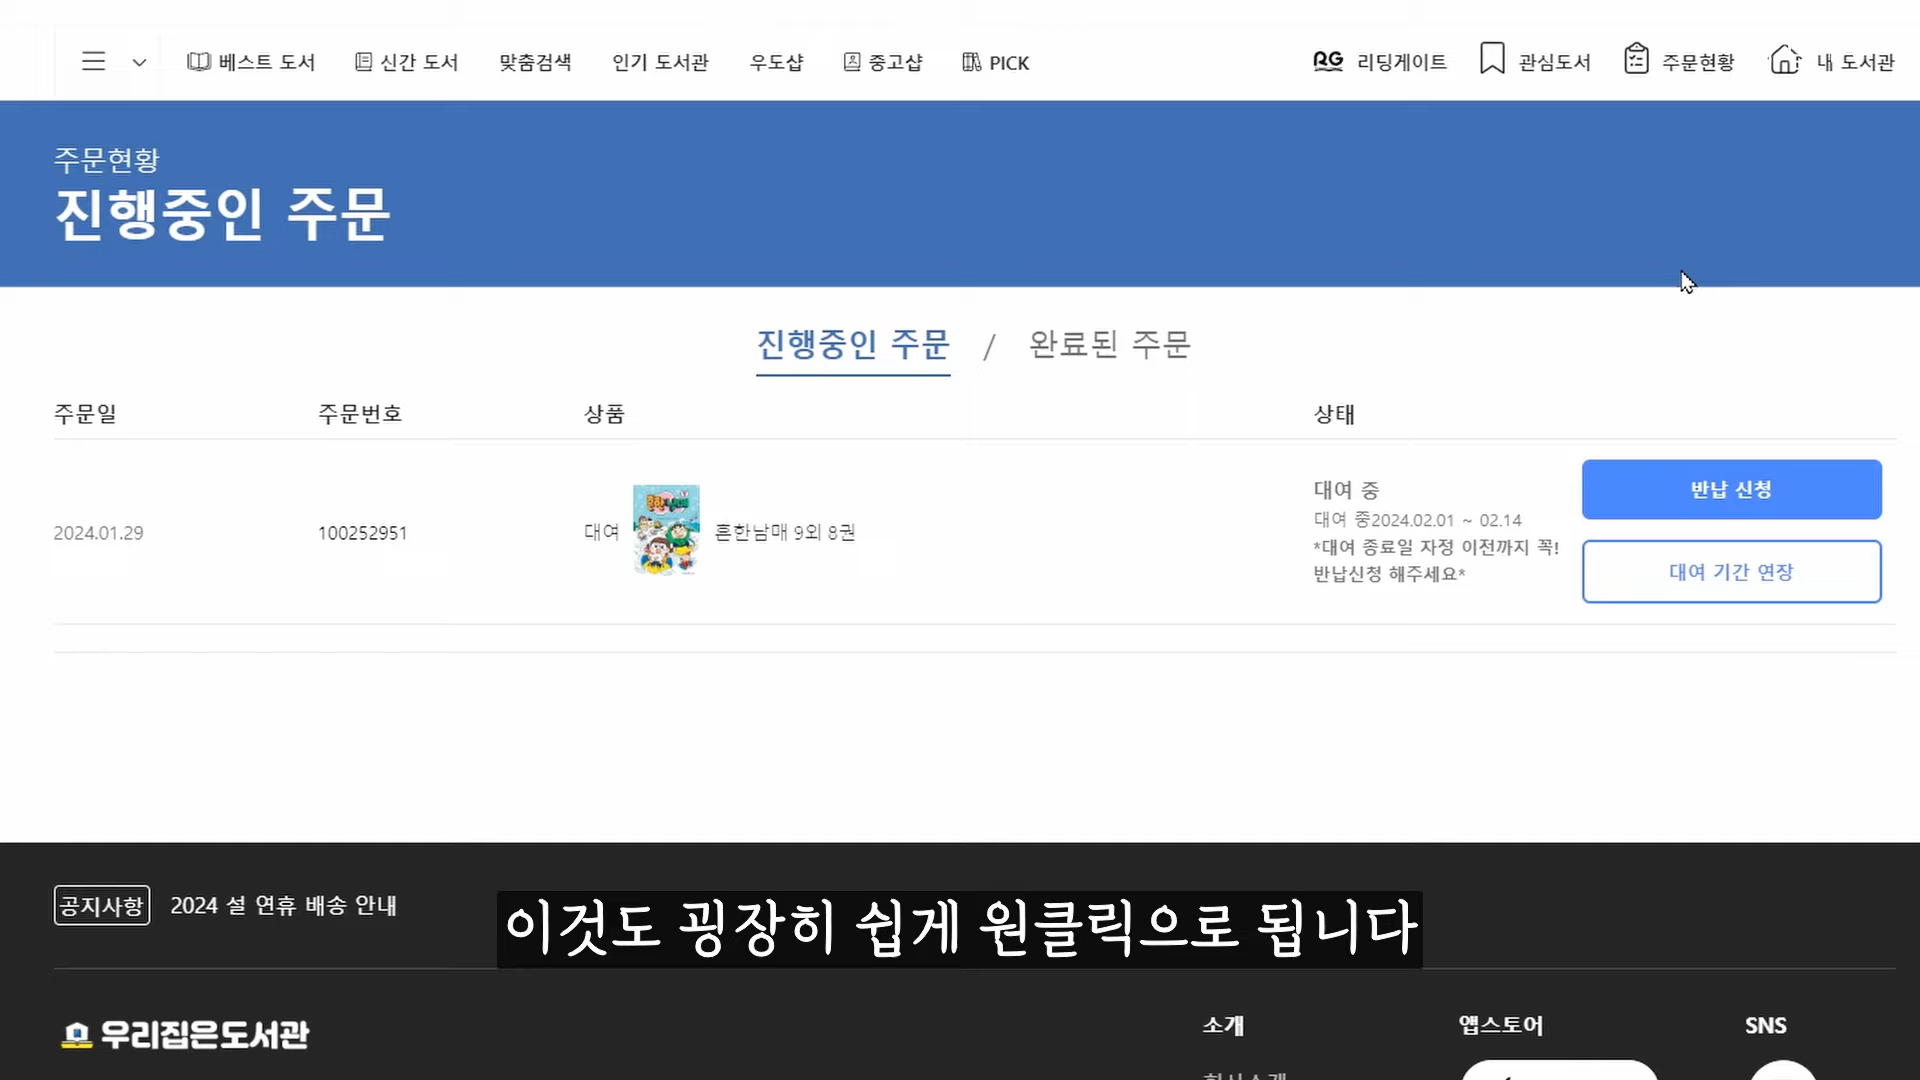 베스트 도서 신간 도서 맞춤검색 인기 도서관 우도샵 중고샵 PICK RG 리딩게이트 관심도서 주문현황 내 도서관
주문현황
진행중인 주문
진행중인 주문 / 완료된 주문
주문일 주문번호 상품 상태
2024.01.29 100252951 대여 흔한남매 9외 8권
대여 중
대여 중2024.02.01 ~ 02.14
*대여 종료일 자정 이전까지 꼭!
반납신청 해주세요*
반납 신청
대여 기간 연장
공지사항 2024 설 연휴 배송 안내
이것도 굉장히 쉽게 원클릭으로 됩니다
우리집은도서관
소개 앱스토어 SNS